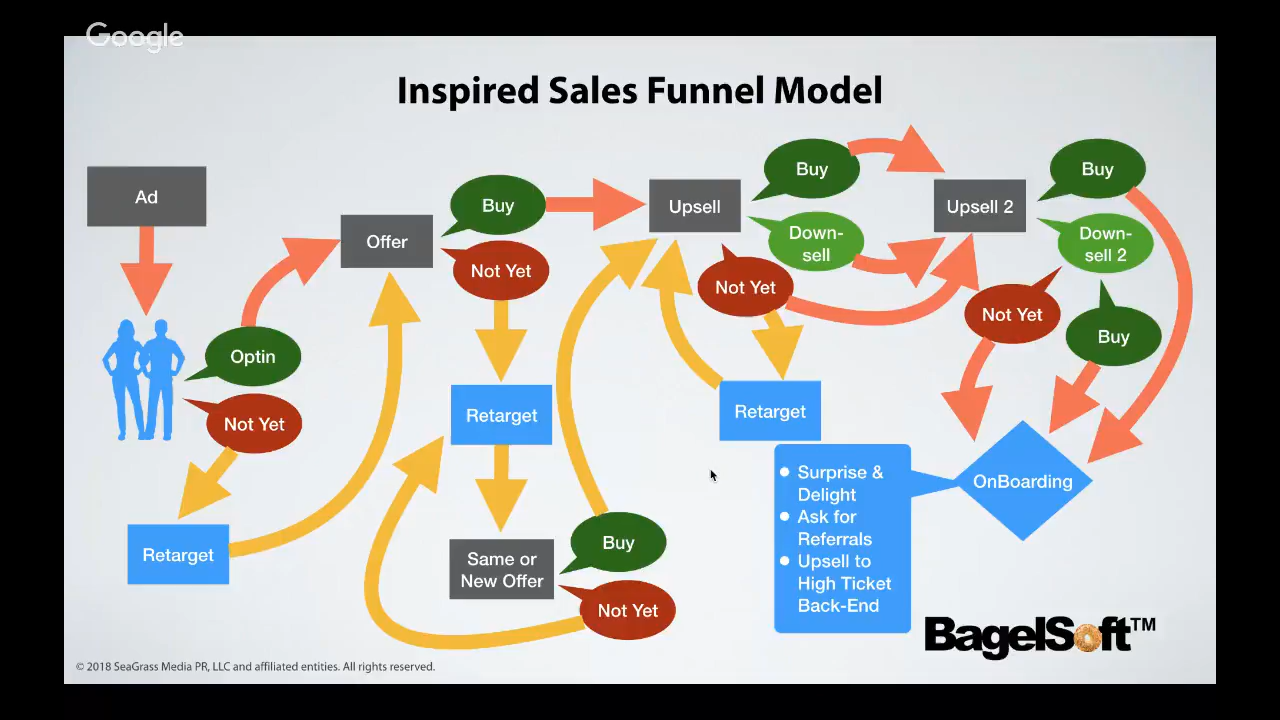 Google
Inspired Sales Funnel Model
Ad
Offer
Buy
Not Yet
Optin
Not Yet
Retarget
Retarget
Same or
New Offer
Buy
Not Yet
Upsell
Buy
Down-
sell
Not Yet
Retarget
Upsell 2
Buy
Down-
sell 2
Not Yet
Buy
OnBoarding
Surprise &
Delight
Ask for
Referrals
Upsell to
High Ticket
Back-End
BagelSoft™
© 2018 SeaGrass Media PR, LLC and affiliated entities. All rights reserved.